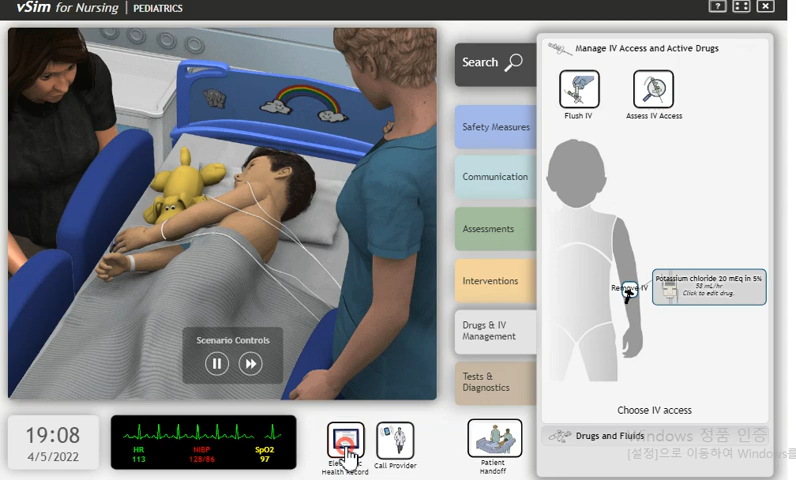 vSim for Nursing | PEDIATRICS
?
Search
Safety Measures
Communication
Assessments
Interventions
Drugs & IV
Management
Tests &
Diagnostics
Manage IV Access and Active Drugs
Flush IV
Assess IV Access
Remove IV
Potassium chloride 20 mEq in 5%
58 mL/hr
Click to edit drug.
Choose IV access
Drugs and Fluids
Windows 정품 인증
[설정]으로 이동하여 Windows를
Scenario Controls
19:08
4/5/2022
HR
113
NIBP
128/86
SpO2
97
Health Record
Call Provider
Patient
Handoff